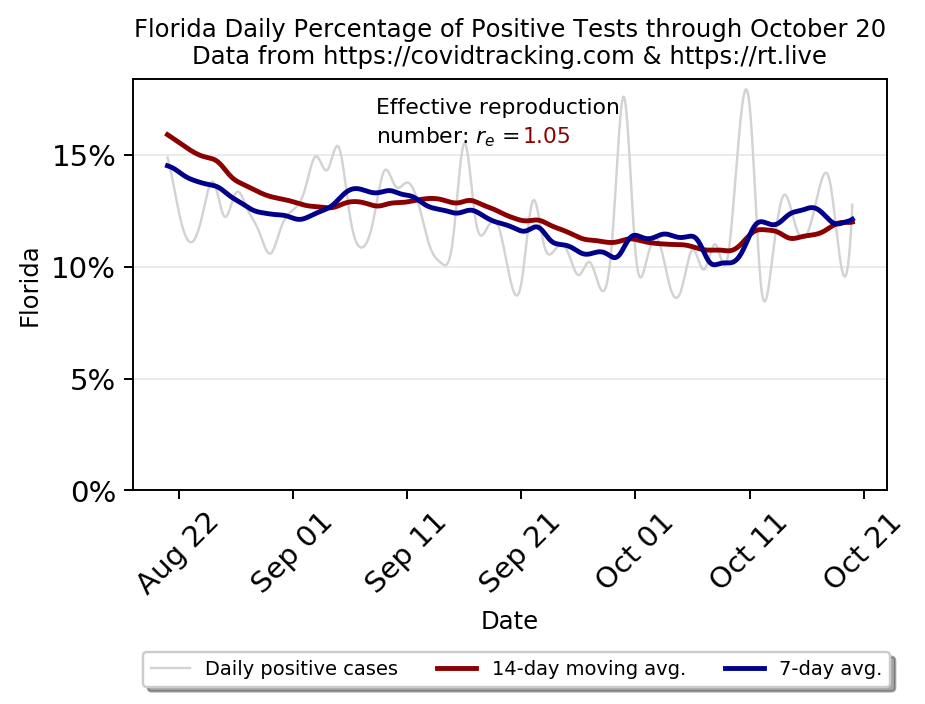 Florida Daily Percentage of Positive Tests through October 20
Data from https://covidtracking.com & https://rt.live
Effective reproduction
number: re =1.05
15%
10%
5%
0%
Florida
Aug 22
Sep 01
Sep 11
Sep 21
Oct 01
Oct 11
Oct 21
Date
Daily positive cases
14-day moving avg.
7-day avg.